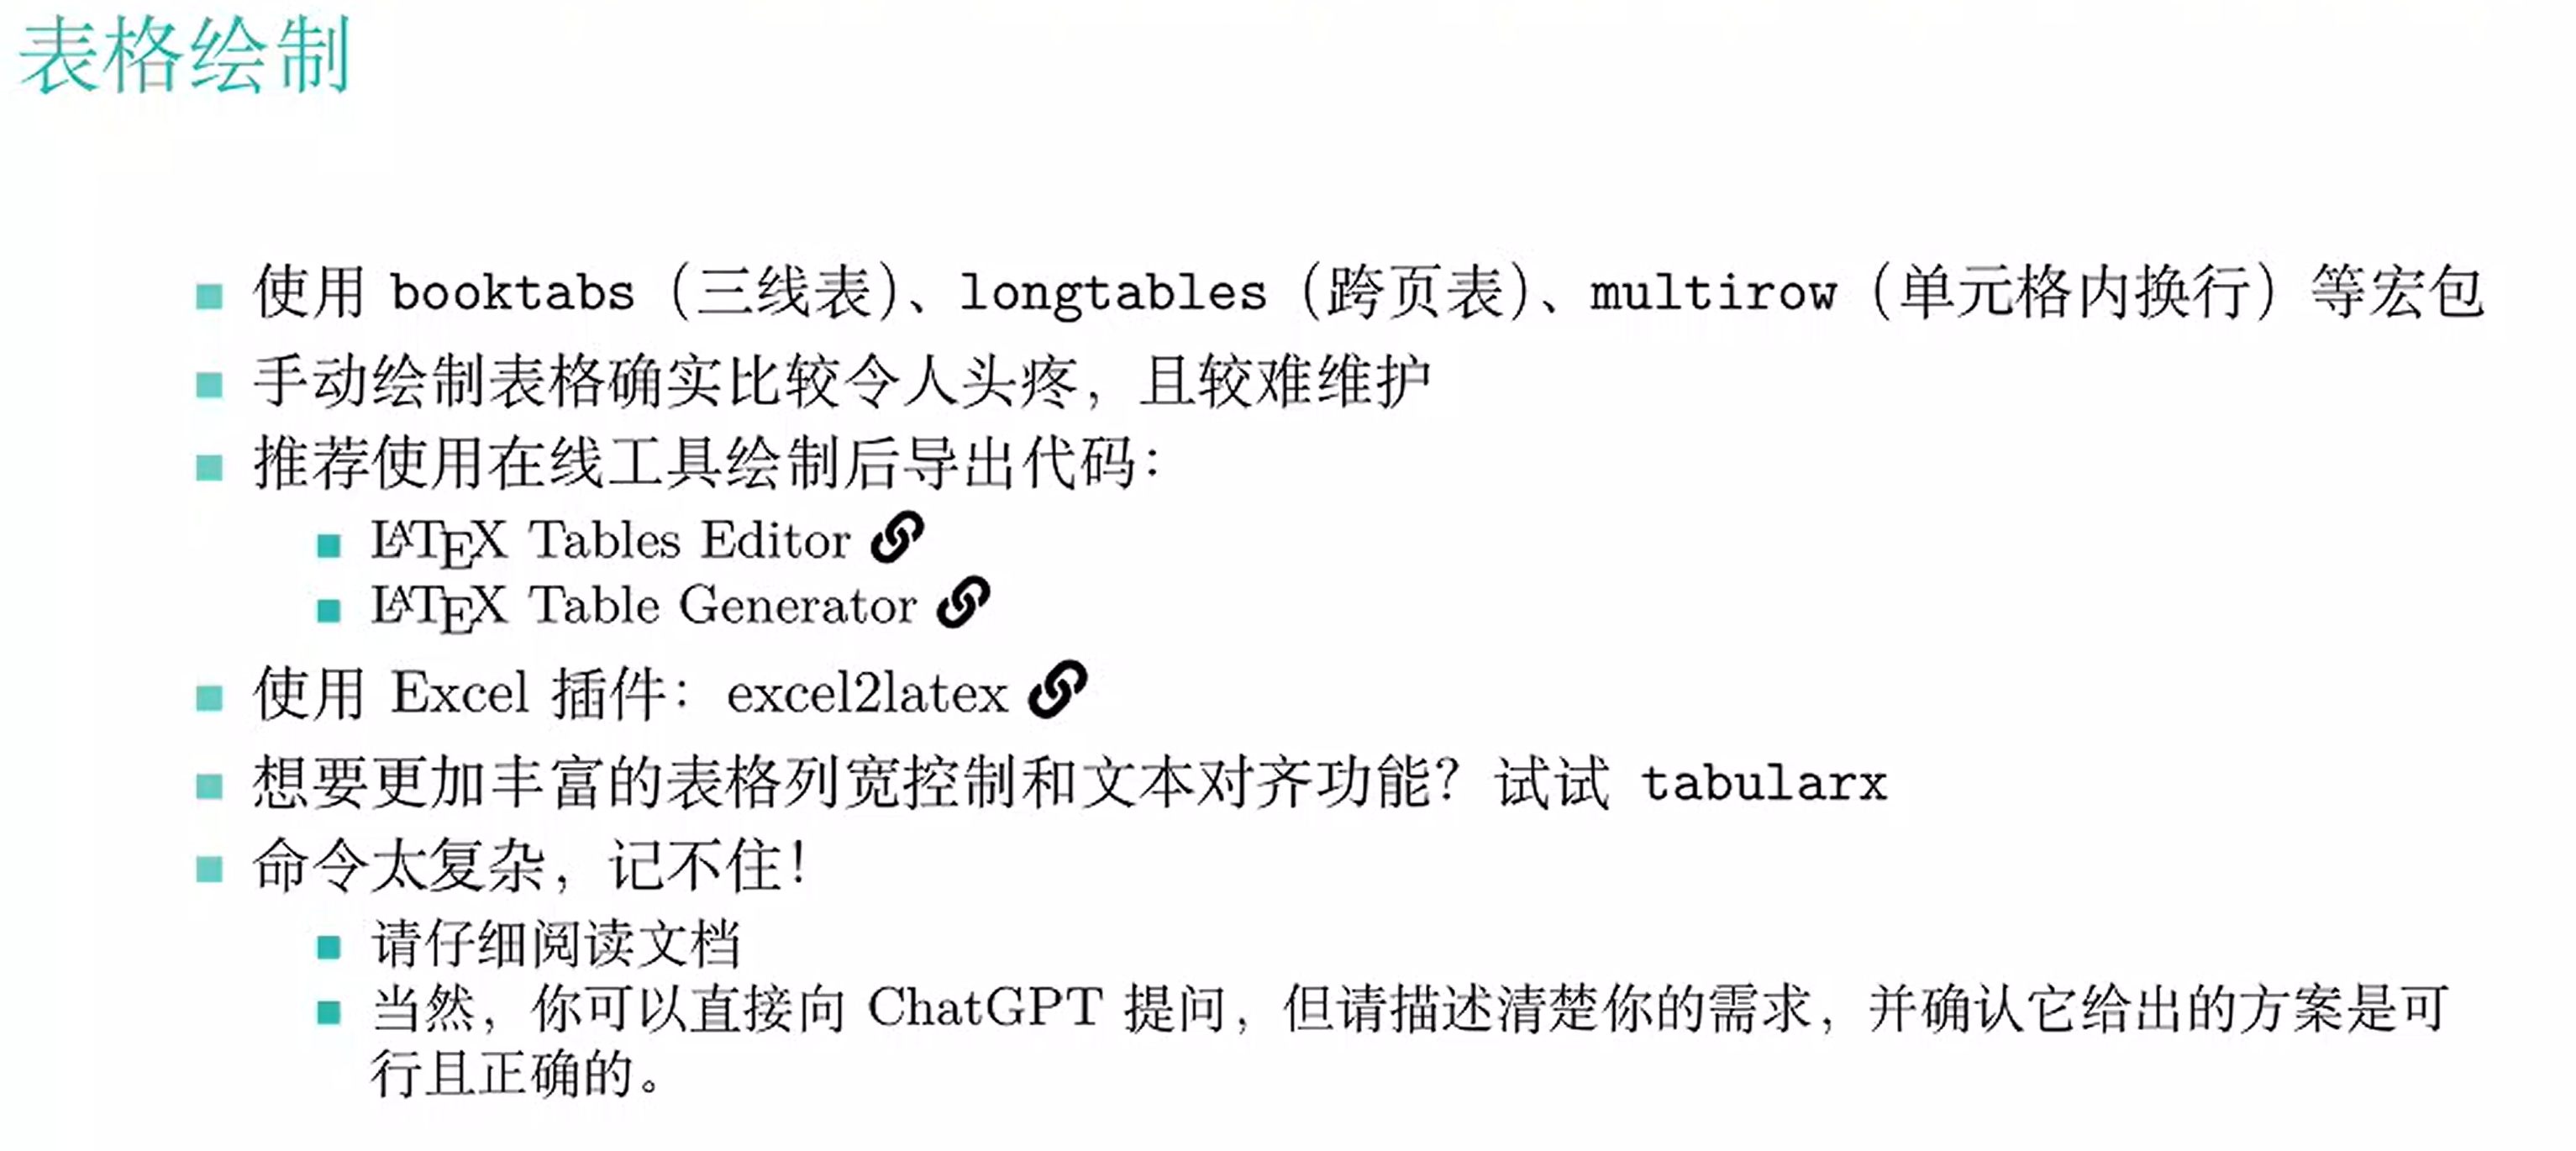 表格绘制
使用 booktabs（三线表）、longtables（跨页表）、multirow（单元格内换行）等宏包
手动绘制表格确实比较令人头疼，且较难维护
推荐使用在线工具绘制后导出代码：
LATEX Tables Editor
LATEX Table Generator
使用 Excel 插件：excel2latex
想要更加丰富的表格列宽控制和文本对齐功能？试试 tabularx
命令太复杂，记不住！
请仔细阅读文档
当然，你可以直接向 ChatGPT 提问，但请描述清楚你的需求，并确认它给出的方案是可
行且正确的。